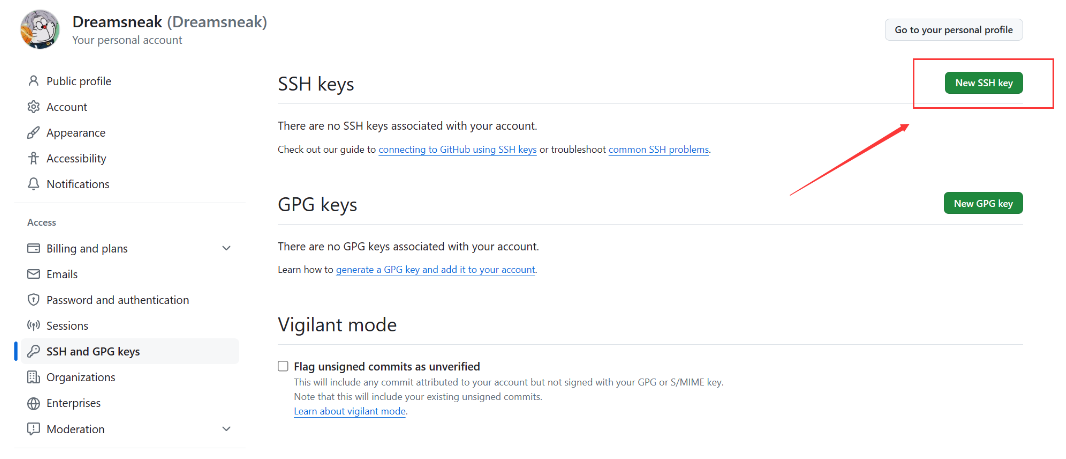 Dreamsneak (Dreamsneak)
Your personal account
Go to your personal profile
Public profile
Account
Appearance
Accessibility
Notifications
Access
Billing and plans
Emails
Password and authentication
Sessions
SSH and GPG keys
Organizations
Enterprises
Moderation
SSH keys
New SSH key
There are no SSH keys associated with your account.
Check out our guide to connecting to GitHub using SSH keys or troubleshoot common SSH problems.
GPG keys
New GPG key
There are no GPG keys associated with your account.
Learn how to generate a GPG key and add it to your account.
Vigilant mode
Flag unsigned commits as unverified
This will include any commit attributed to your account but not signed with your GPG or S/MIME key.
Note that this will include your existing unsigned commits.
Learn about vigilant mode.